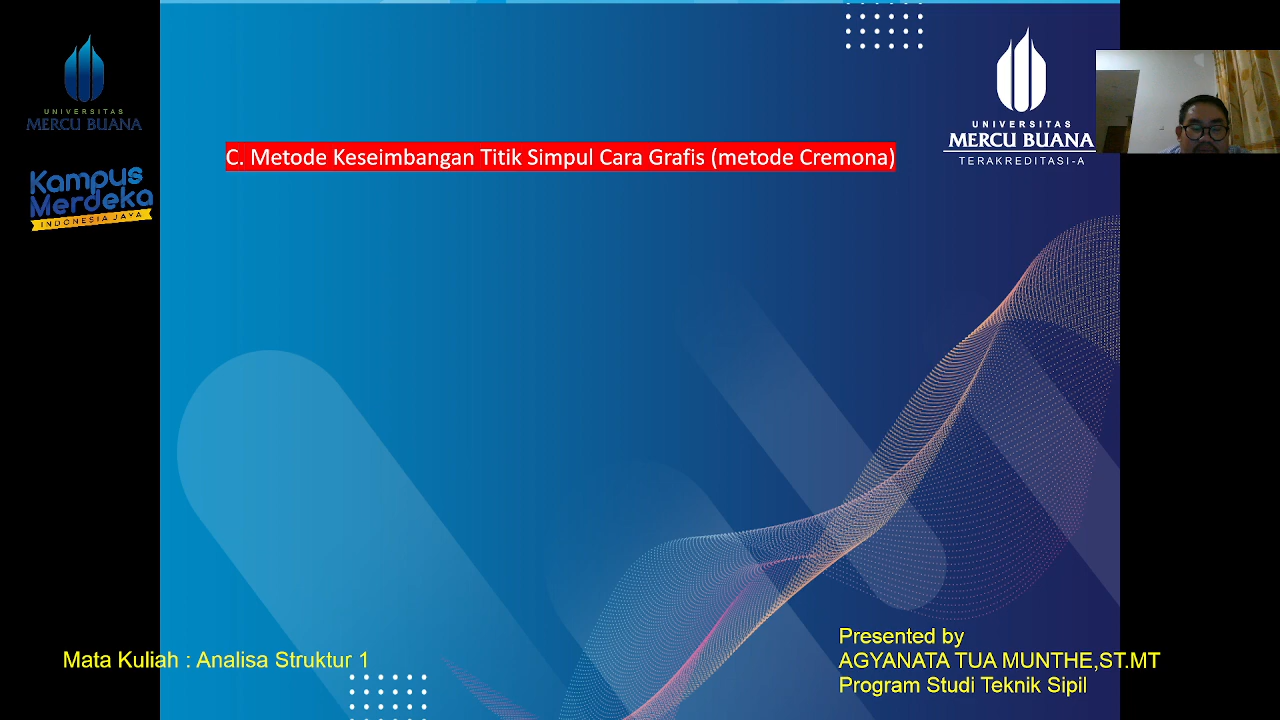 UNIVERSITAS
MERCU BUANA
Kampus
Merdeka
INDONESIA JAYA
UNIVERSITAS
MERCU BUANA
TERAKREDITASI-A
C. Metode Keseimbangan Titik Simpul Cara Grafis (metode Cremona)
Mata Kuliah : Analisa Struktur 1
Presented by
AGYANATA TUA MUNTHE,ST.MT
Program Studi Teknik Sipil